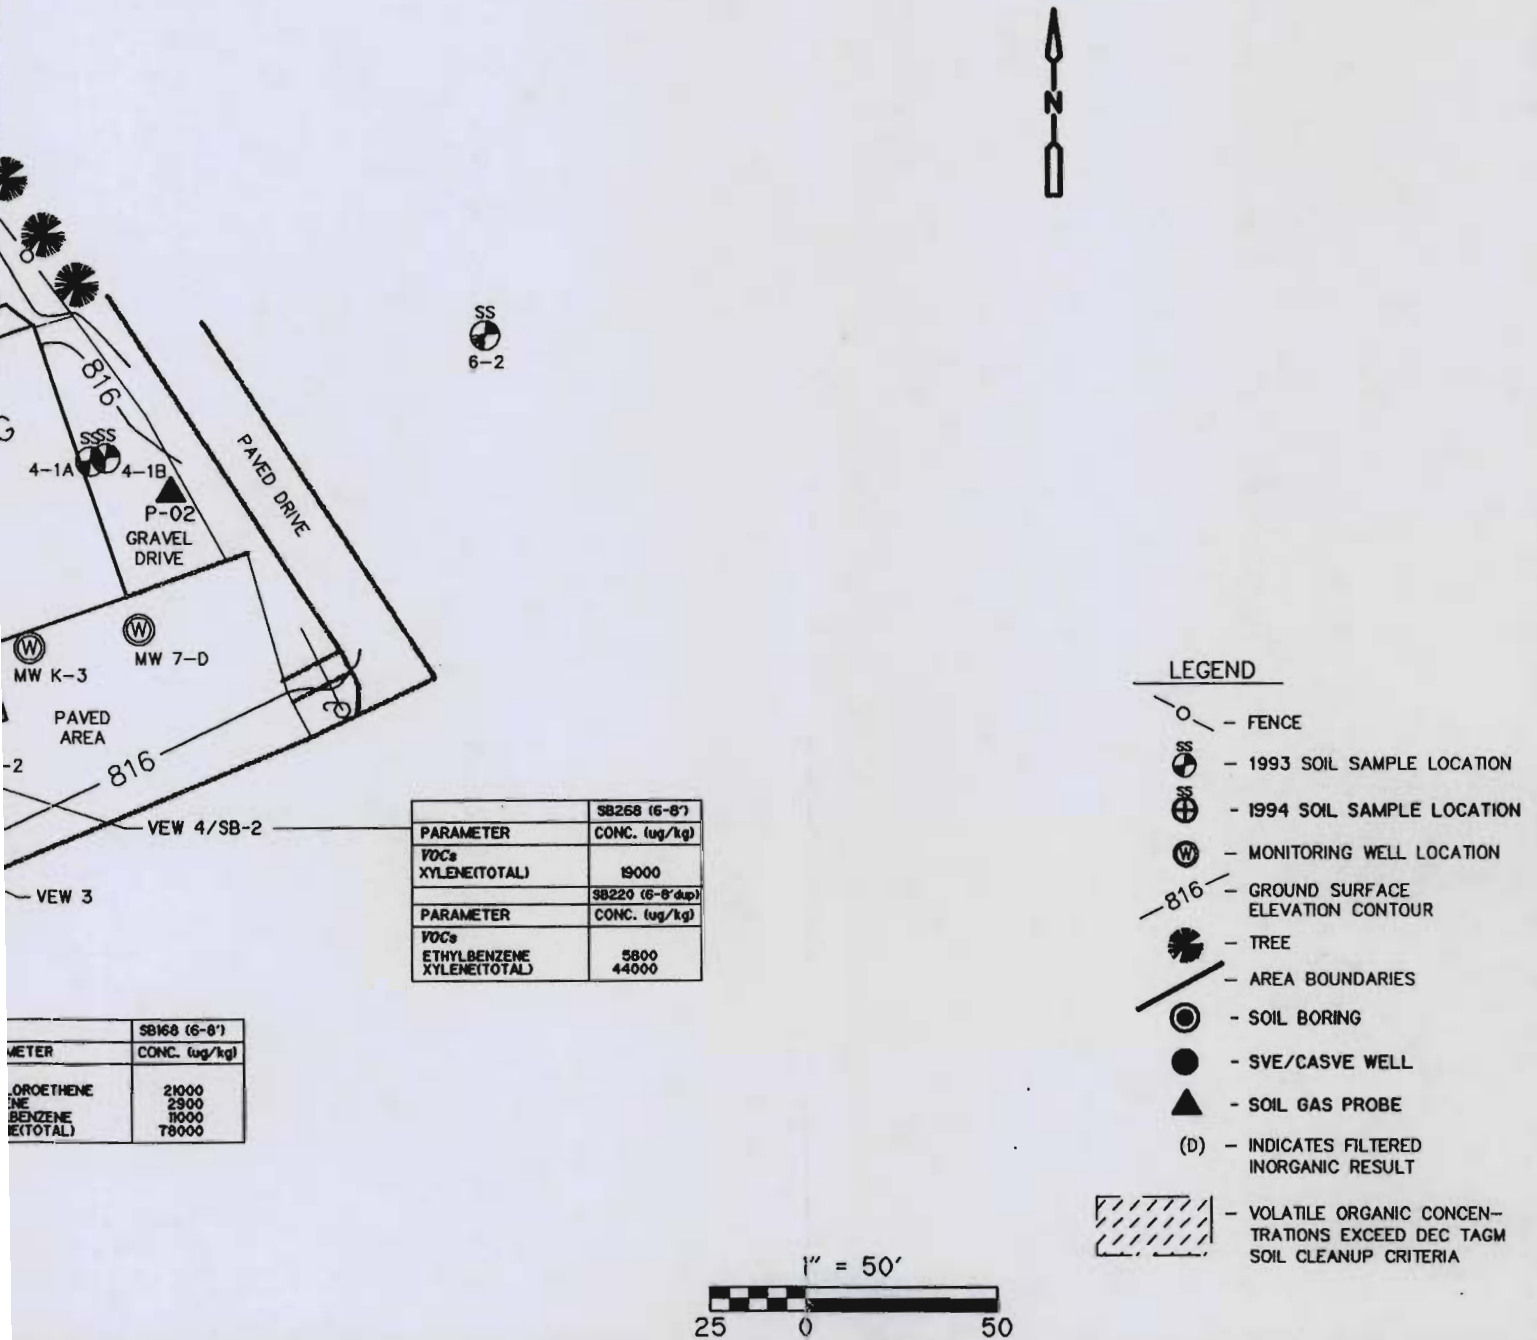 N
SS
6-2
816
G
SS SS
4-1A
4-1B
P-02
GRAVEL
DRIVE
PAVED DRIVE
W
MW K-3
W
MW 7-D
PAVED
AREA
-2
816
VEW 4/SB-2
VEW 3
SB268 (6-8')
PARAMETER CONC. (ug/kg)
VOCs
XYLENE(TOTAL) 19000
SB220 (6-8'dup)
PARAMETER CONC. (ug/kg)
VOCs
ETHYLBENZENE 5800
XYLENE(TOTAL) 44000
SB168 (6-8')
METER CONC. (ug/kg)
LOROETHENE 21000
ENE 2900
LBENZENE 11000
NE(TOTAL) 78000
LEGEND
- FENCE
SS
- 1993 SOIL SAMPLE LOCATION
SS
- 1994 SOIL SAMPLE LOCATION
W - MONITORING WELL LOCATION
816 - GROUND SURFACE
ELEVATION CONTOUR
- TREE
- AREA BOUNDARIES
- SOIL BORING
- SVE/CASVE WELL
- SOIL GAS PROBE
(D) - INDICATES FILTERED
INORGANIC RESULT
- VOLATILE ORGANIC CONCEN-
TRATIONS EXCEED DEC TAGM
SOIL CLEANUP CRITERIA
1" = 50'
25 0 50